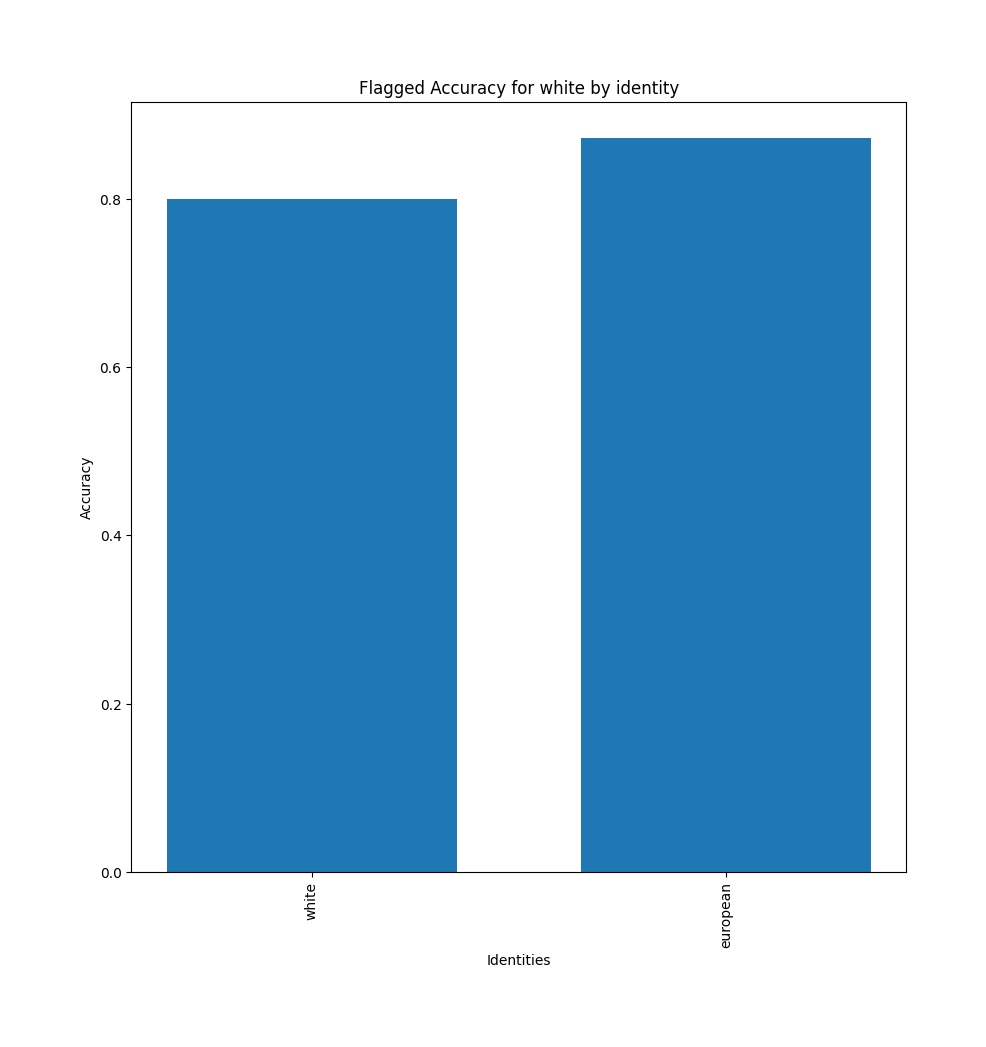 Flagged Accuracy for white by identity
0.8
0.6
0.4
0.2
0.0
Accuracy
white
european
Identities